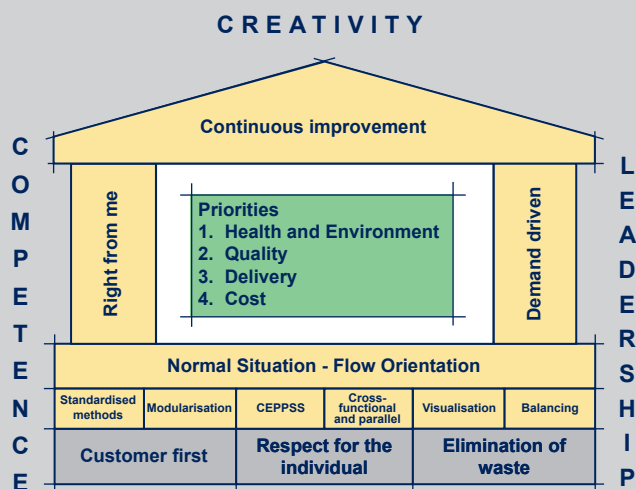 CREATIVITY
COMPETENCE
LEADERSHIP
Continuous improvement
Right from me
Priorities
1. Health and Environment
2. Quality
3. Delivery
4. Cost
Demand driven
Normal Situation - Flow Orientation
Standardised
methods
Modularisation
CEPPSS
Cross-
functional
and parallel
Visualisation
Balancing
Customer first
Respect for the
individual
Elimination of
waste